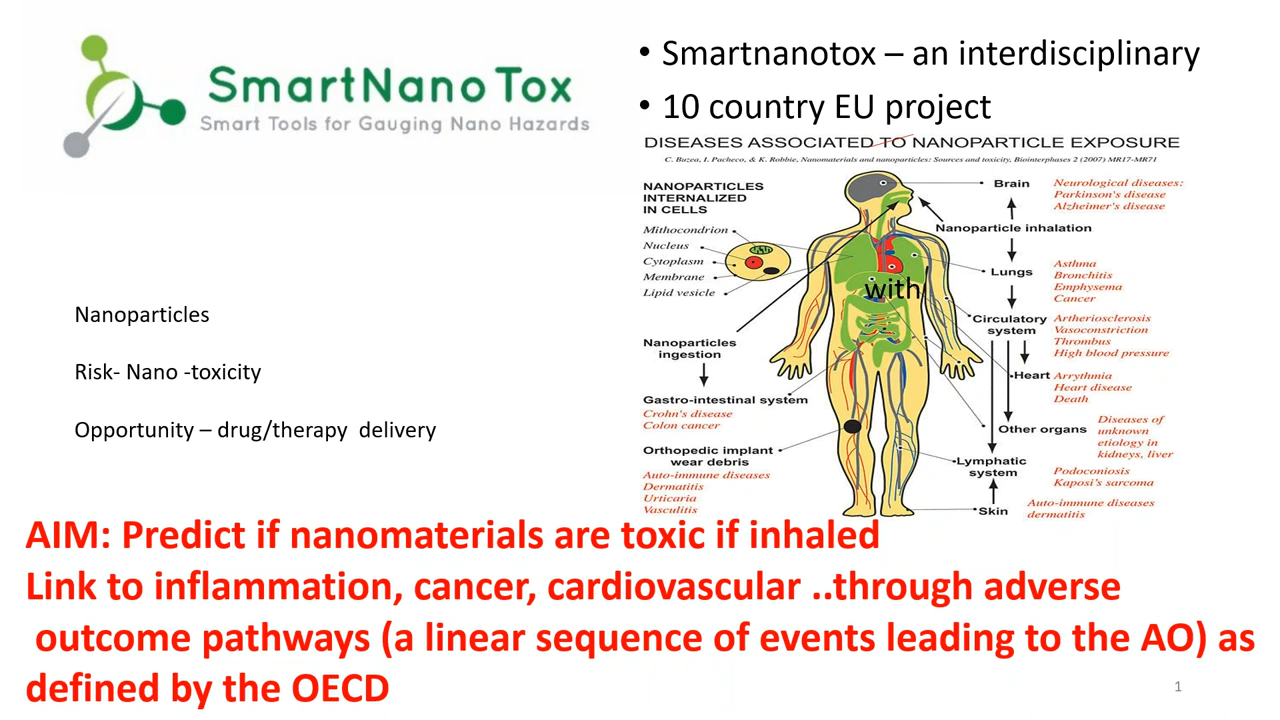 SmartNanoTox
Smart Tools for Gauging Nano Hazards
• Smartnanotox – an interdisciplinary
• 10 country EU project
DISEASES ASSOCIATED TO NANOPARTICLE EXPOSURE
C. Buzea, I. Pacheco, & K. Robbie, Nanomaterials and nanoparticles: Sources and toxicity, Biointerphases 2 (2007) MR17-MR71
NANOPARTICLES
INTERNALIZED
IN CELLS
Mithocondrion
Nucleus
Cytoplasm
Membrane
Lipid vesicle
Nanoparticles
ingestion
Gastro-intestinal system
Crohn's disease
Colon cancer
Orthopedic implant
wear debris
Auto-immune diseases
Dermatitis
Urticaria
Vasculitis
with
Brain
Neurological diseases:
Parkinson's disease
Alzheimer's disease
Nanoparticle inhalation
Lungs
Asthma
Bronchitis
Emphysema
Cancer
Circulatory
system
Artheriosclerosis
Vasoconstriction
Thrombus
High blood pressure
Heart
Arrythmia
Heart disease
Death
Other organs
Diseases of
unknown
etiology in
kidneys, liver
Lymphatic
system
Podoconiosis
Kaposi's sarcoma
Skin
Auto-immune diseases
dermatitis
Nanoparticles
Risk- Nano -toxicity
Opportunity – drug/therapy delivery
AIM: Predict if nanomaterials are toxic if inhaled
Link to inflammation, cancer, cardiovascular ..through adverse
outcome pathways (a linear sequence of events leading to the AO) as
defined by the OECD
1